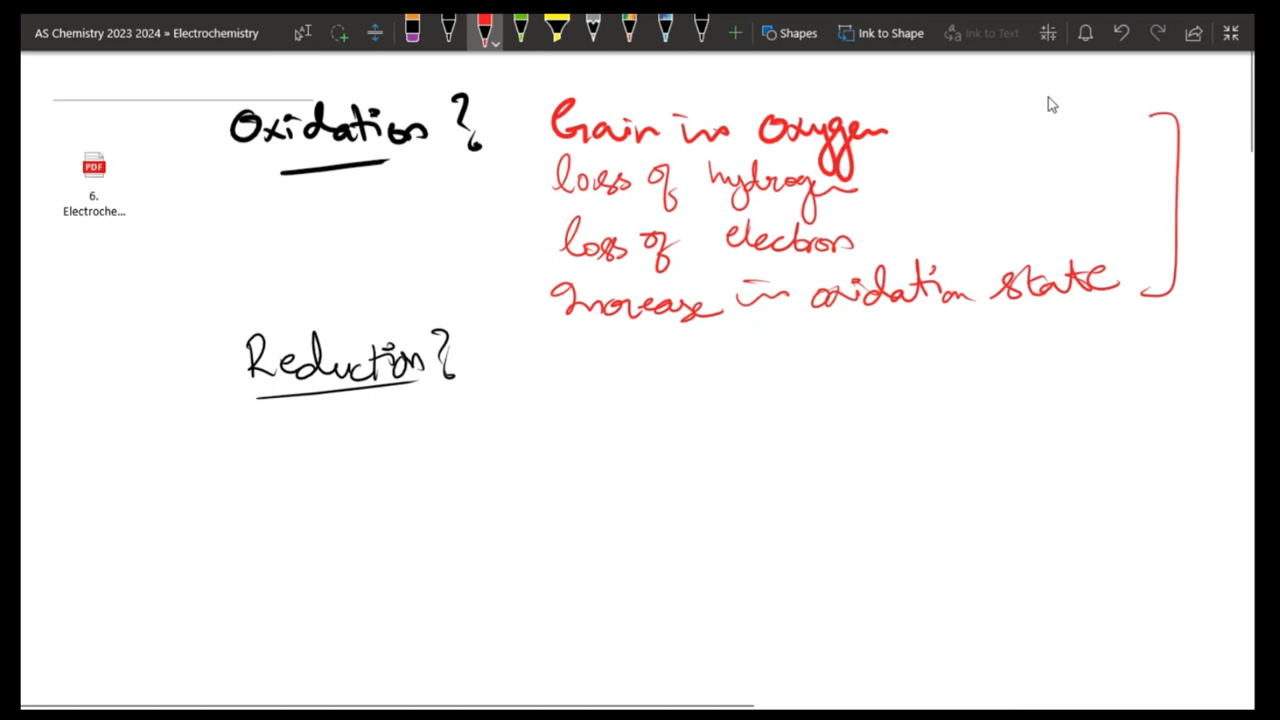 AS Chemistry 2023 2024 » Electrochemistry
Shapes
Ink to Shape
Ink to Text
Oxidation ?
Gain in oxygen
loss of hydrogen
loss of electron
Increase in oxidation state
PDF
6.
Electroche...
Reduction?